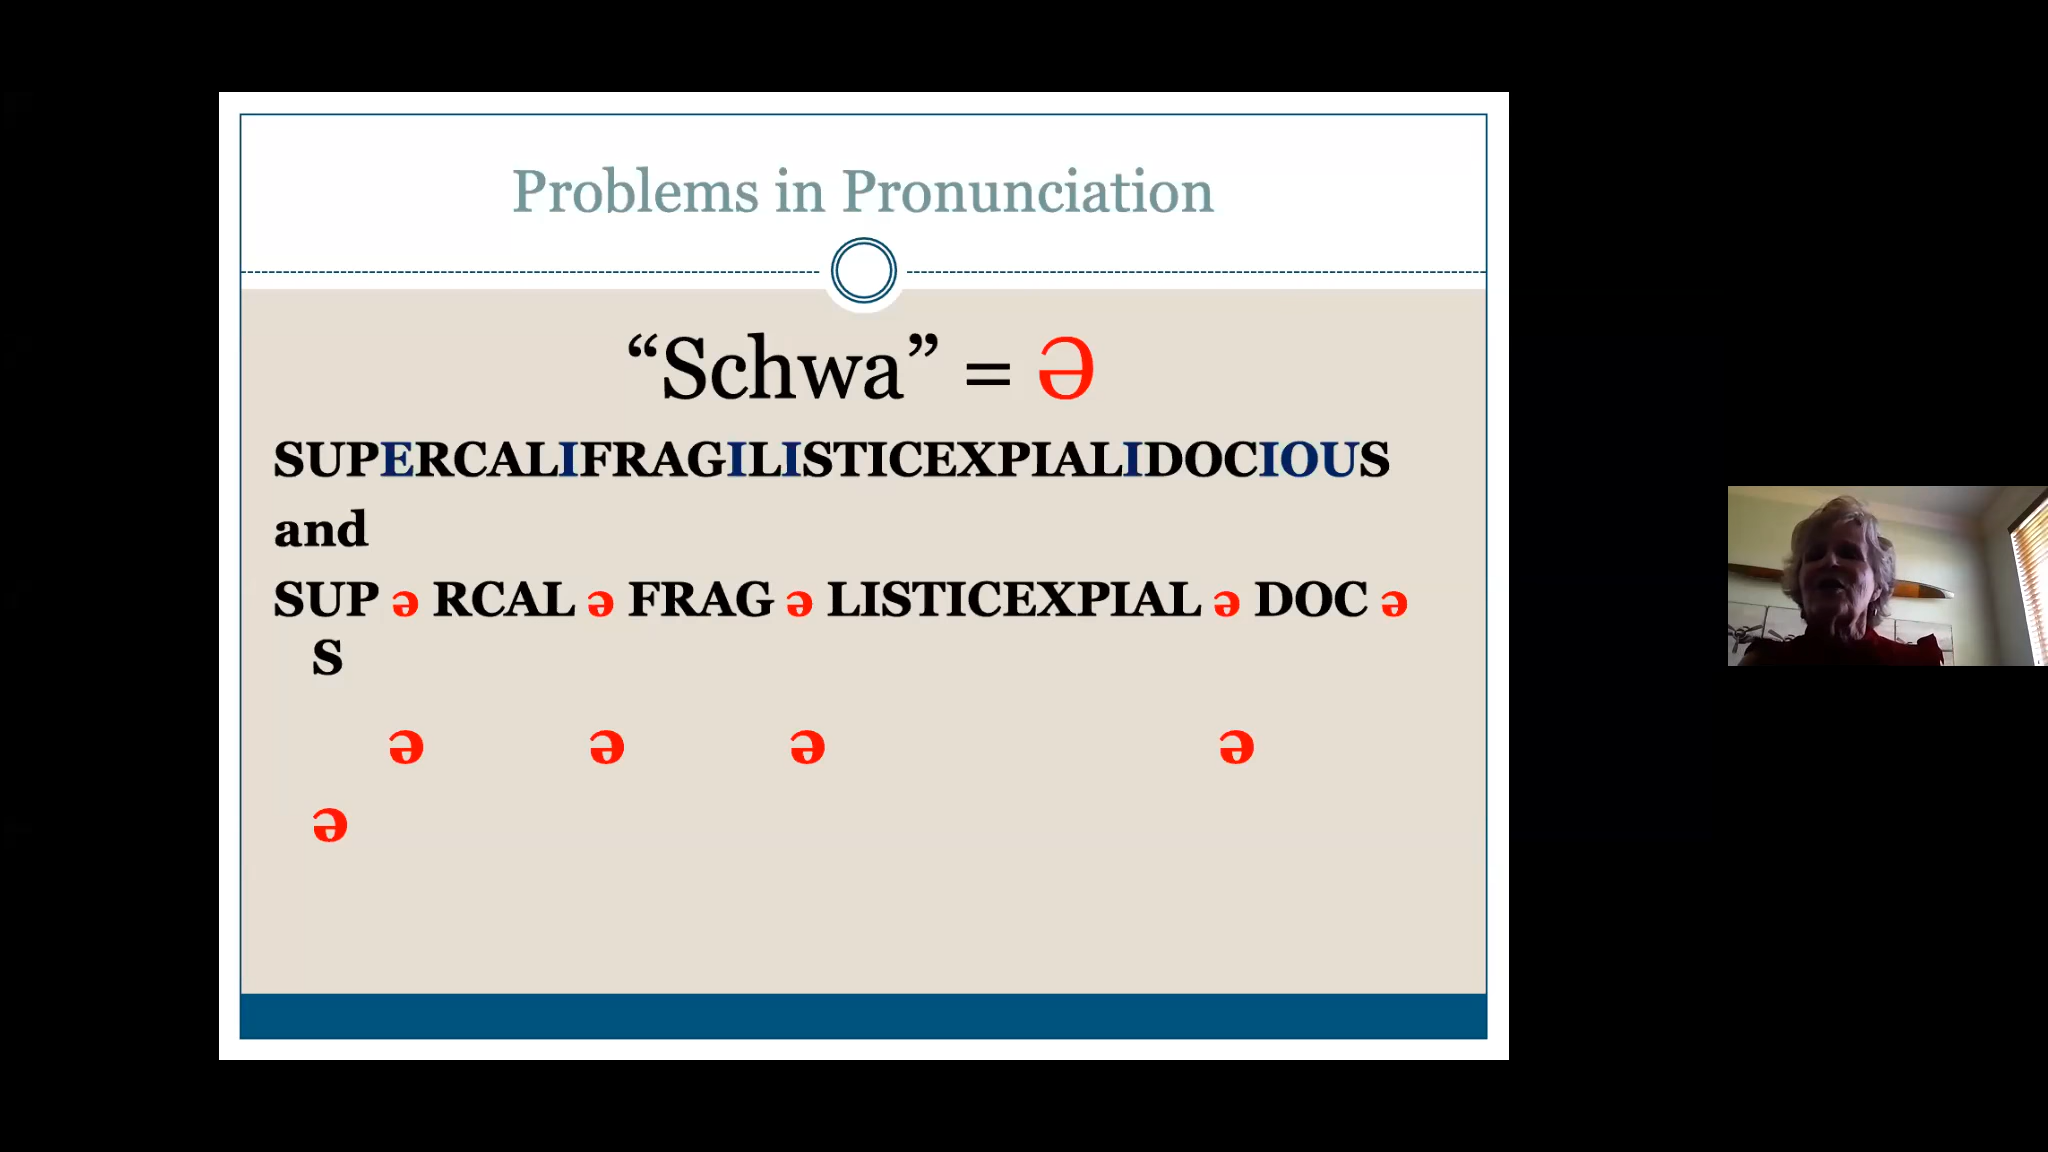 Problems in Pronunciation
“Schwa” = Ə
SUPERCALIFRAGILISTICEXPIALIDOCIOUS
and
SUP ə RCAL ə FRAG ə LISTICEXPIAL ə DOC ə
S
ə ə ə ə
ə